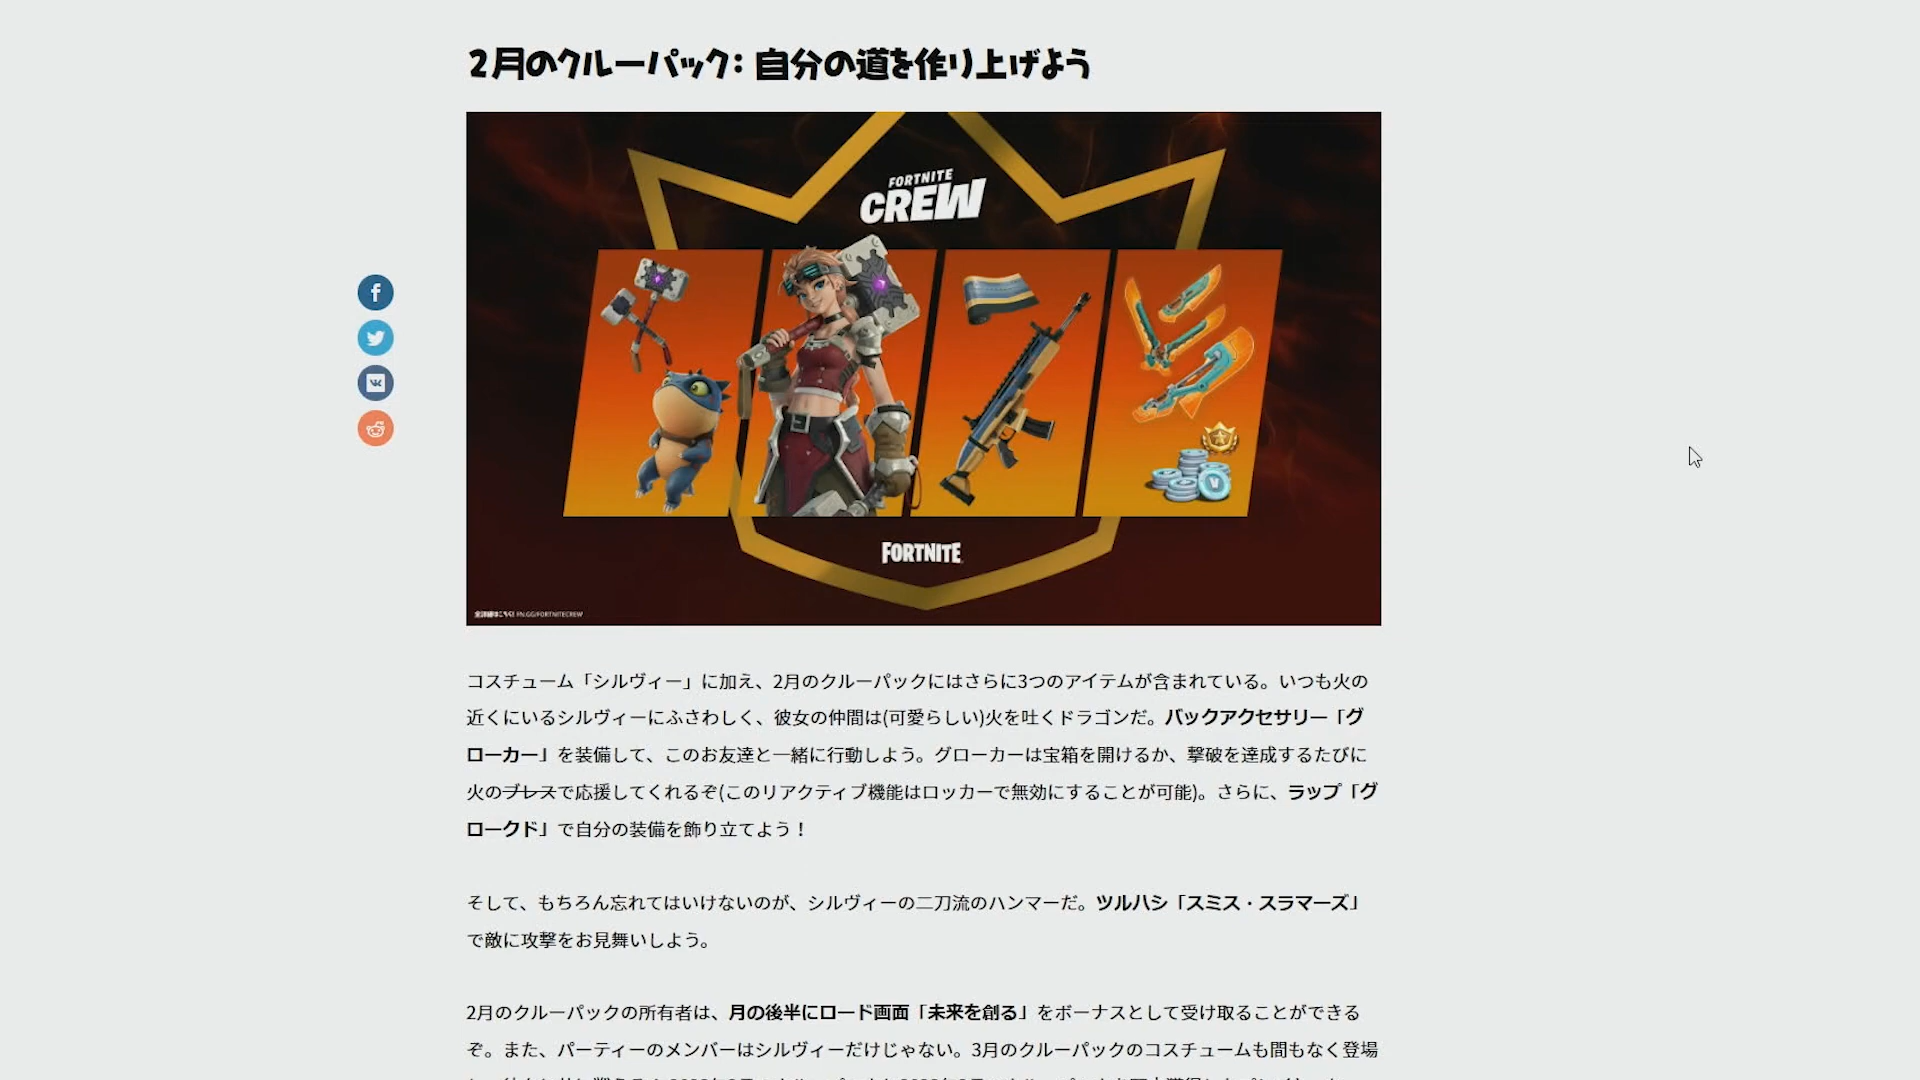 2月のクルーパック: 自分の道を作り上げよう
FORTNITE
CREW
FORTNITE
全詳細はこちら! FN.GG/FORTNITECREW
コスチューム「シルヴィー」に加え、2月のクルーパックにはさらに3つのアイテムが含まれている。いつも火の
近くにいるシルヴィーにふさわしく、彼女の仲間は(可愛らしい)火を吐くドラゴンだ。バックアクセサリー「グ
ローカー」を装備して、このお友達と一緒に行動しよう。グローカーは宝箱を開けるか、撃破を達成するたびに
火のブレスで応援してくれるぞ(このリアクティブ機能はロッカーで無効にすることが可能)。さらに、ラップ「グ
ロークド」で自分の装備を飾り立てよう！
そして、もちろん忘れてはいけないのが、シルヴィーの二刀流のハンマーだ。ツルハシ「スミス・スラマーズ」
で敵に攻撃をお見舞いしよう。
2月のクルーパックの所有者は、月の後半にロード画面「未来を創る」をボーナスとして受け取ることができる
ぞ。また、パーティーのメンバーはシルヴィーだけじゃない。3月のクルーパックのコスチュームも間もなく登場